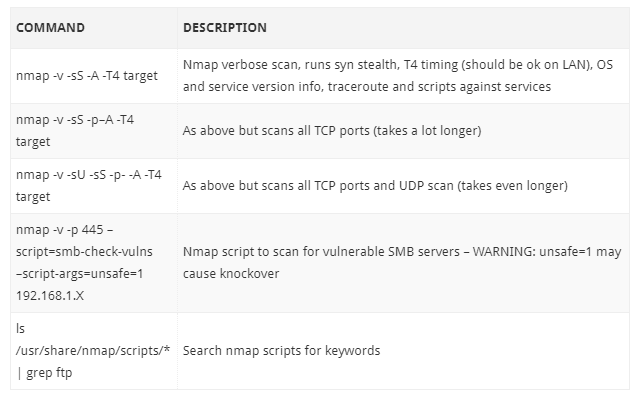 COMMAND DESCRIPTION
nmap -v -sS -A -T4 target
Nmap verbose scan, runs syn stealth, T4 timing (should be ok on LAN), OS
and service version info, traceroute and scripts against services
nmap -v -sS -p–A -T4
target
As above but scans all TCP ports (takes a lot longer)
nmap -v -sU -sS -p- -A -T4
target
As above but scans all TCP ports and UDP scan (takes even longer)
nmap -v -p 445 –
script=smb-check-vulns
–script-args=unsafe=1
192.168.1.X
Nmap script to scan for vulnerable SMB servers – WARNING: unsafe=1 may
cause knockover
ls
/usr/share/nmap/scripts/*
| grep ftp
Search nmap scripts for keywords